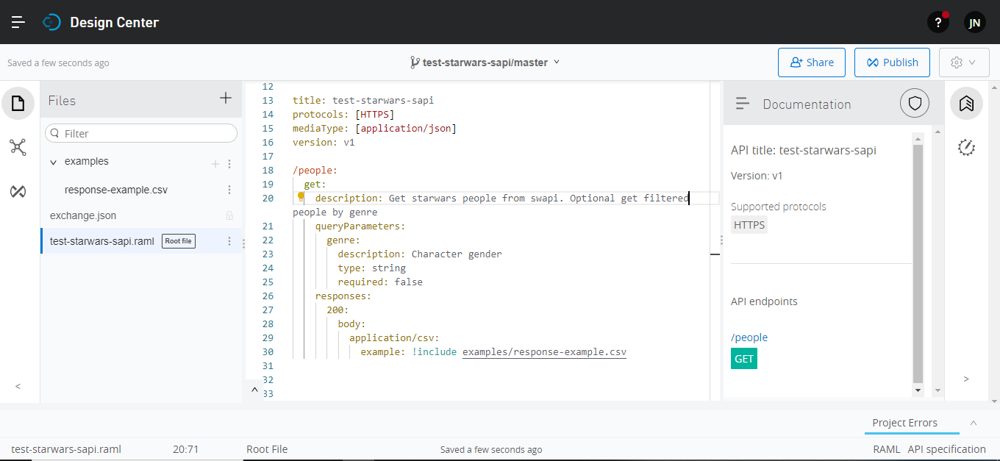 Design Center
?
JN
Saved a few seconds ago
test-starwars-sapi/master
Share
Publish
Files
Filter
examples
response-example.csv
exchange.json
test-starwars-sapi.raml Root file
12
13 title: test-starwars-sapi
14 protocols: [HTTPS]
15 mediaType: [application/json]
16 version: v1
17
18 /people:
19 get:
20 description: Get starwars people from swapi. Optional get filtered
people by genre
21 queryParameters:
22 genre:
23 description: Character gender
24 type: string
25 required: false
26 responses:
27 200:
28 body:
29 application/csv:
30 example: !include examples/response-example.csv
31
32
33
Documentation
API title: test-starwars-sapi
Version: v1
Supported protocols
HTTPS
API endpoints
/people
GET
Project Errors
test-starwars-sapi.raml 20:71 Root File Saved a few seconds ago RAML API specification